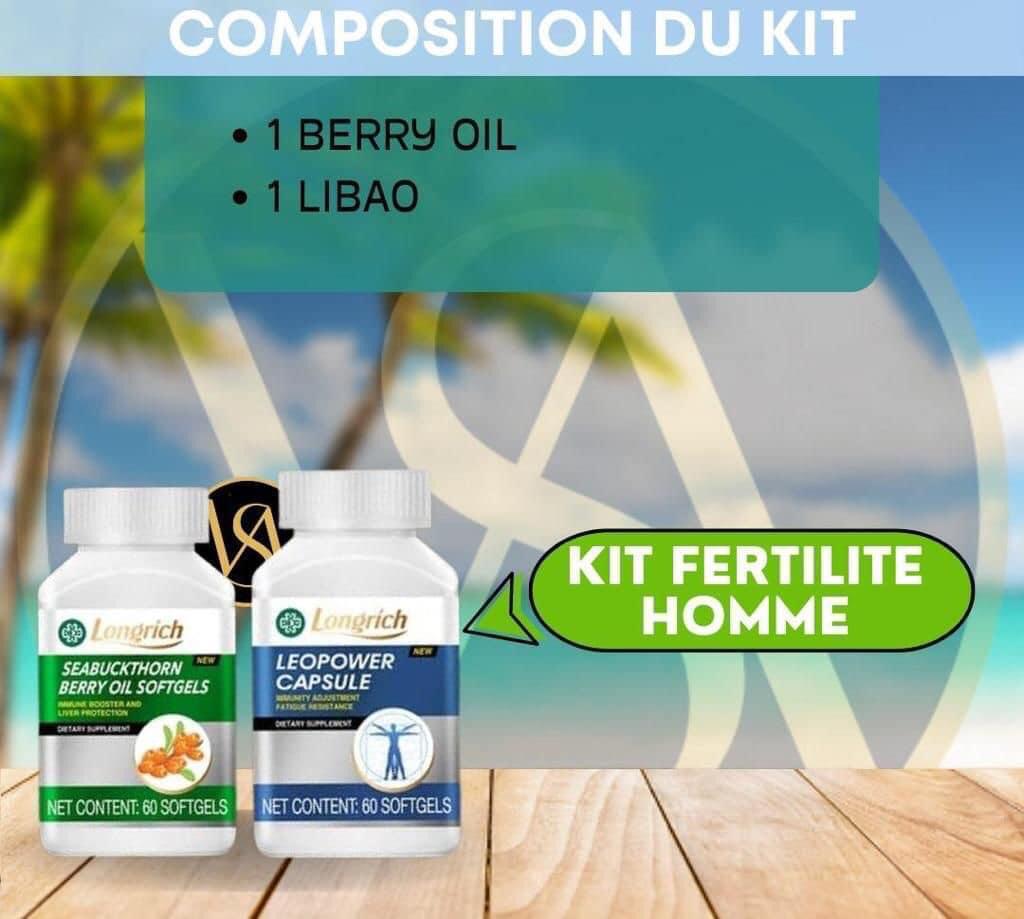 COMPOSITION DU KIT
• 1 BERRY OIL
• 1 LIBAO
VS
KIT FERTILITE
HOMME
Longrich
SEABUCKTHORN NEW
BERRY OIL SOFTGELS
IMMUNE BOOSTER AND
LIVER PROTECTION
DIETARY SUPPLEMENT
NET CONTENT: 60 SOFTGELS
Longrich
LEOPOWER NEW
CAPSULE
IMMUNITY ADJUSTMENT
FATIGUE RESISTANCE
DIETARY SUPPLEMENT
NET CONTENT: 60 SOFTGELS